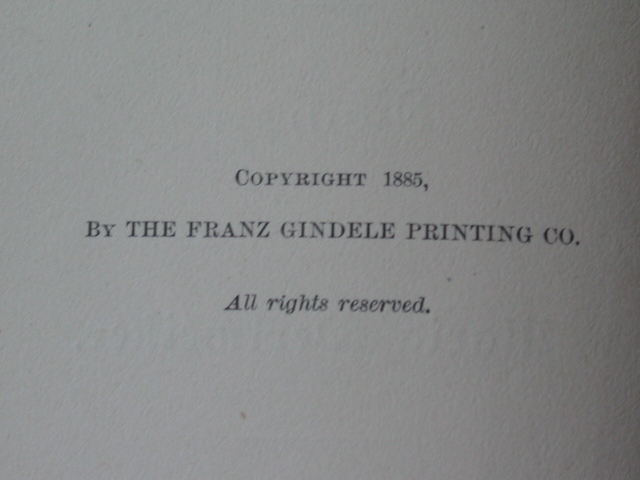 COPYRIGHT 1885,
BY THE FRANZ GINDELE PRINTING CO.
All rights reserved.